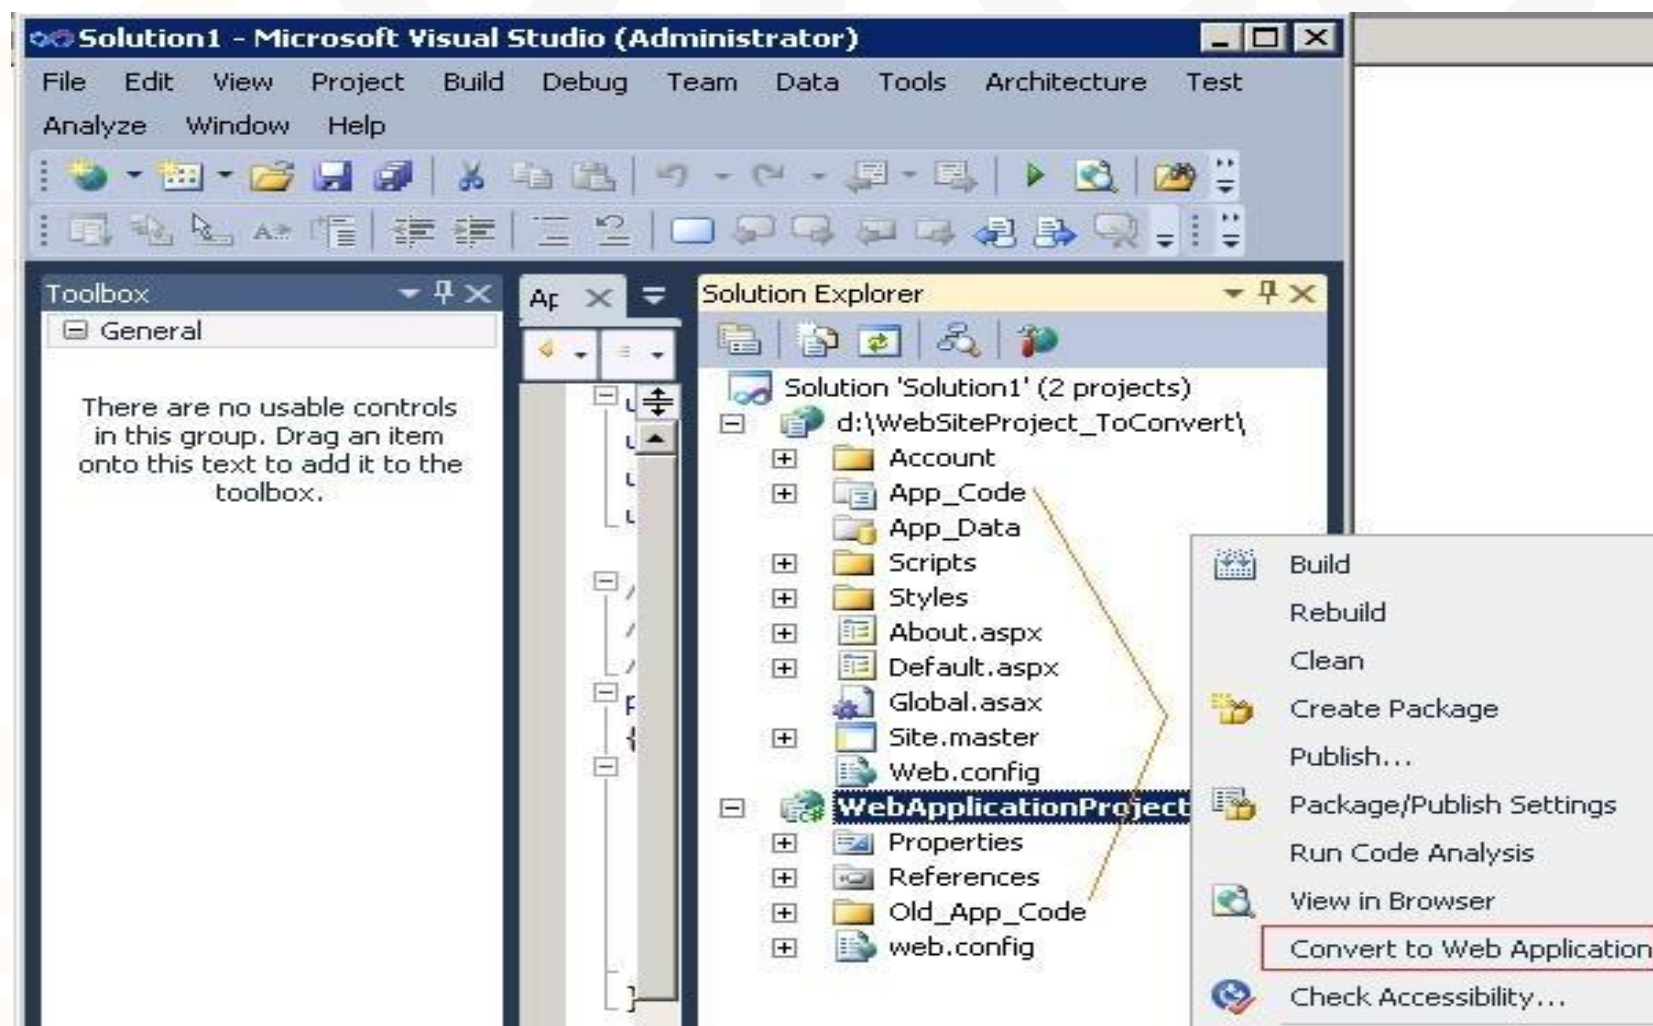 Solution1 - Microsoft Visual Studio (Administrator)
File Edit View Project Build Debug Team Data Tools Architecture Test
Analyze Window Help
Toolbox
General
There are no usable controls
in this group. Drag an item
onto this text to add it to the
toolbox.
Solution Explorer
Solution 'Solution1' (2 projects)
d:\WebSiteProject_ToConvert\
Account
App_Code
App_Data
Scripts
Styles
About.aspx
Default.aspx
Global.asax
Site.master
Web.config
WebApplicationProject
Properties
References
Old_App_Code
web.config
Build
Rebuild
Clean
Create Package
Publish...
Package/Publish Settings
Run Code Analysis
View in Browser
Convert to Web Application
Check Accessibility...